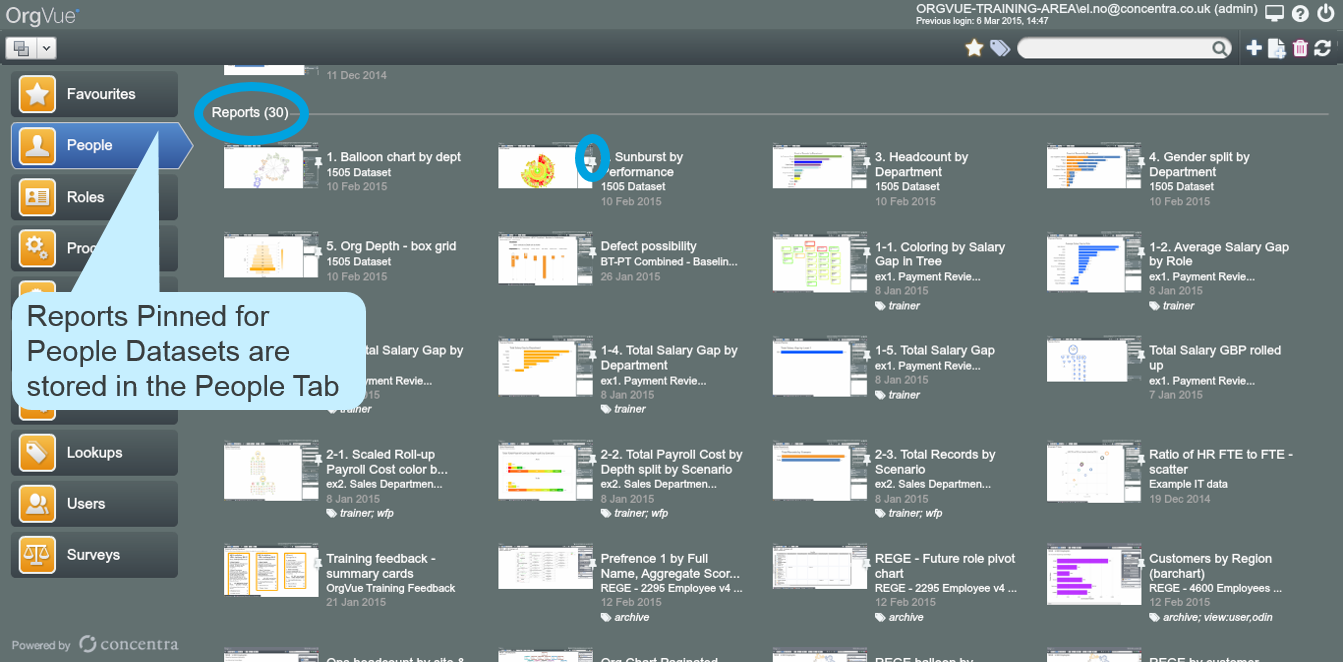 OrgVue
ORGVUE-TRAINING-AREA\el.no@concentra.co.uk (admin)
Previous login: 6 Mar 2015, 14:47
11 Dec 2014
Favourites
People
Roles
Lookups
Users
Surveys
Reports Pinned for
People Datasets are
stored in the People Tab
Reports (30)
1. Balloon chart by dept
1505 Dataset
10 Feb 2015
Sunburst by
1505 Dataset
10 Feb 2015
3. Headcount by
Department
1505 Dataset
10 Feb 2015
4. Gender split by
Department
1505 Dataset
10 Feb 2015
5. Org Depth - box grid
1505 Dataset
10 Feb 2015
Defect possibility
BT-PT Combined - Baselin...
26 Jan 2015
1-1. Coloring by Salary
Gap in Tree
ex1. Payment Revie...
8 Jan 2015
trainer
1-2. Average Salary Gap
by Role
ex1. Payment Revie...
8 Jan 2015
trainer
Salary Gap by
Revie...
trainer
1-4. Total Salary Gap by
Department
ex1. Payment Revie...
8 Jan 2015
trainer
1-5. Total Salary Gap
ex1. Payment Revie...
8 Jan 2015
trainer
Total Salary GBP rolled
up
ex1. Payment Revie...
7 Jan 2015
2-1. Scaled Roll-up
Payroll Cost color b...
ex2. Sales Departmen...
8 Jan 2015
trainer; wfp
2-2. Total Payroll Cost by
Depth split by Scenario
ex2. Sales Departmen...
8 Jan 2015
trainer; wfp
2-3. Total Records by
Scenario
ex2. Sales Departmen...
8 Jan 2015
trainer; wfp
Ratio of HR FTE to FTE -
scatter
Example IT data
19 Dec 2014
Training feedback -
summary cards
OrgVue Training Feedback
21 Jan 2015
Prefrence 1 by Full
Name, Aggregate Scor...
REGE - 2295 Employee v4 ...
12 Feb 2015
archive
REGE - Future role pivot
chart
REGE - 2295 Employee v4 ...
12 Feb 2015
archive
Customers by Region
(barchart)
REGE - 4600 Employees ...
12 Feb 2015
archive; view:user,odin
Powered by concentra